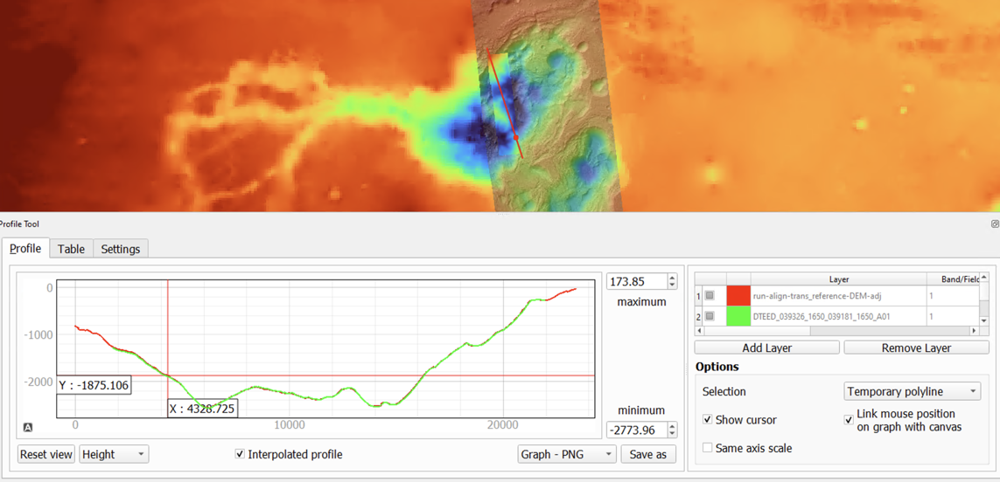 Profile Tool
Profile Table Settings
0
-1000
-2000
Y : -1875.106
X : 4328.725
0 10000 20000
A
173.85
maximum
minimum
-2773.96
Layer Band/Field
1 run-align-trans_reference-DEM-adj 1
2 DTEED_039326_1650_039181_1650_A01 1
Add Layer Remove Layer
Options
Selection Temporary polyline
Show cursor Link mouse position
on graph with canvas
Same axis scale
Reset view Height Interpolated profile Graph - PNG Save as